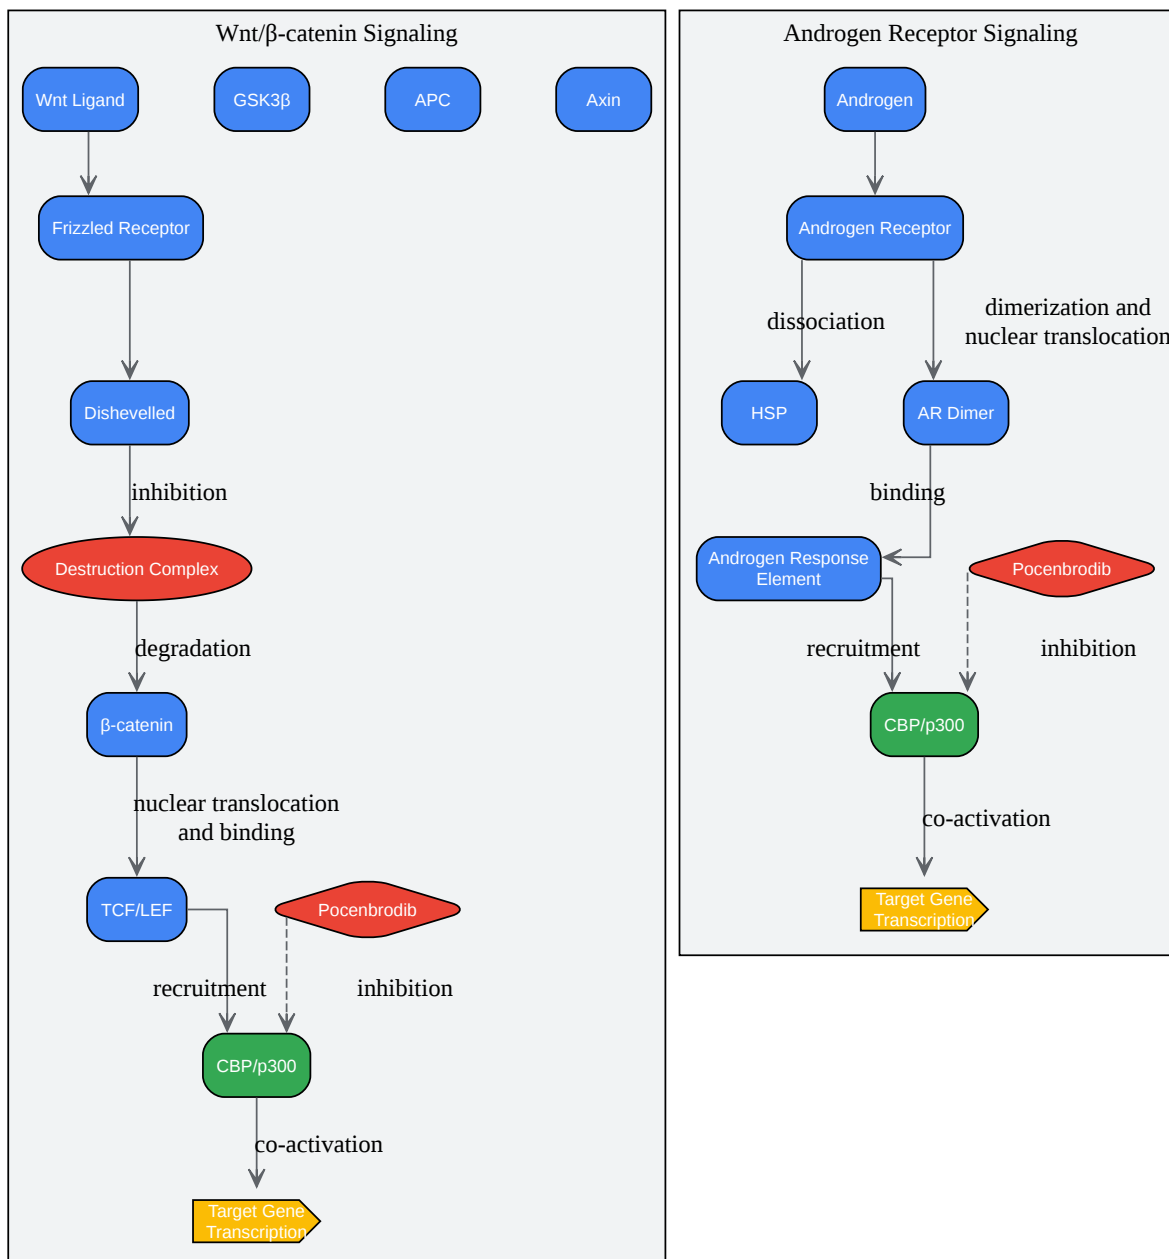 Wnt/β-catenin Signaling
Wnt Ligand
GSK3β
APC
Axin
Frizzled Receptor
Dishevelled
inhibition
Destruction Complex
degradation
β-catenin
nuclear translocation
and binding
TCF/LEF
Pocenbrodib
recruitment
inhibition
CBP/p300
co-activation
Target Gene
Transcription
Androgen Receptor Signaling
Androgen
Androgen Receptor
dissociation
dimerization and
nuclear translocation
HSP
AR Dimer
binding
Androgen Response
Element
Pocenbrodib
recruitment
inhibition
CBP/p300
co-activation
Target Gene
Transcription